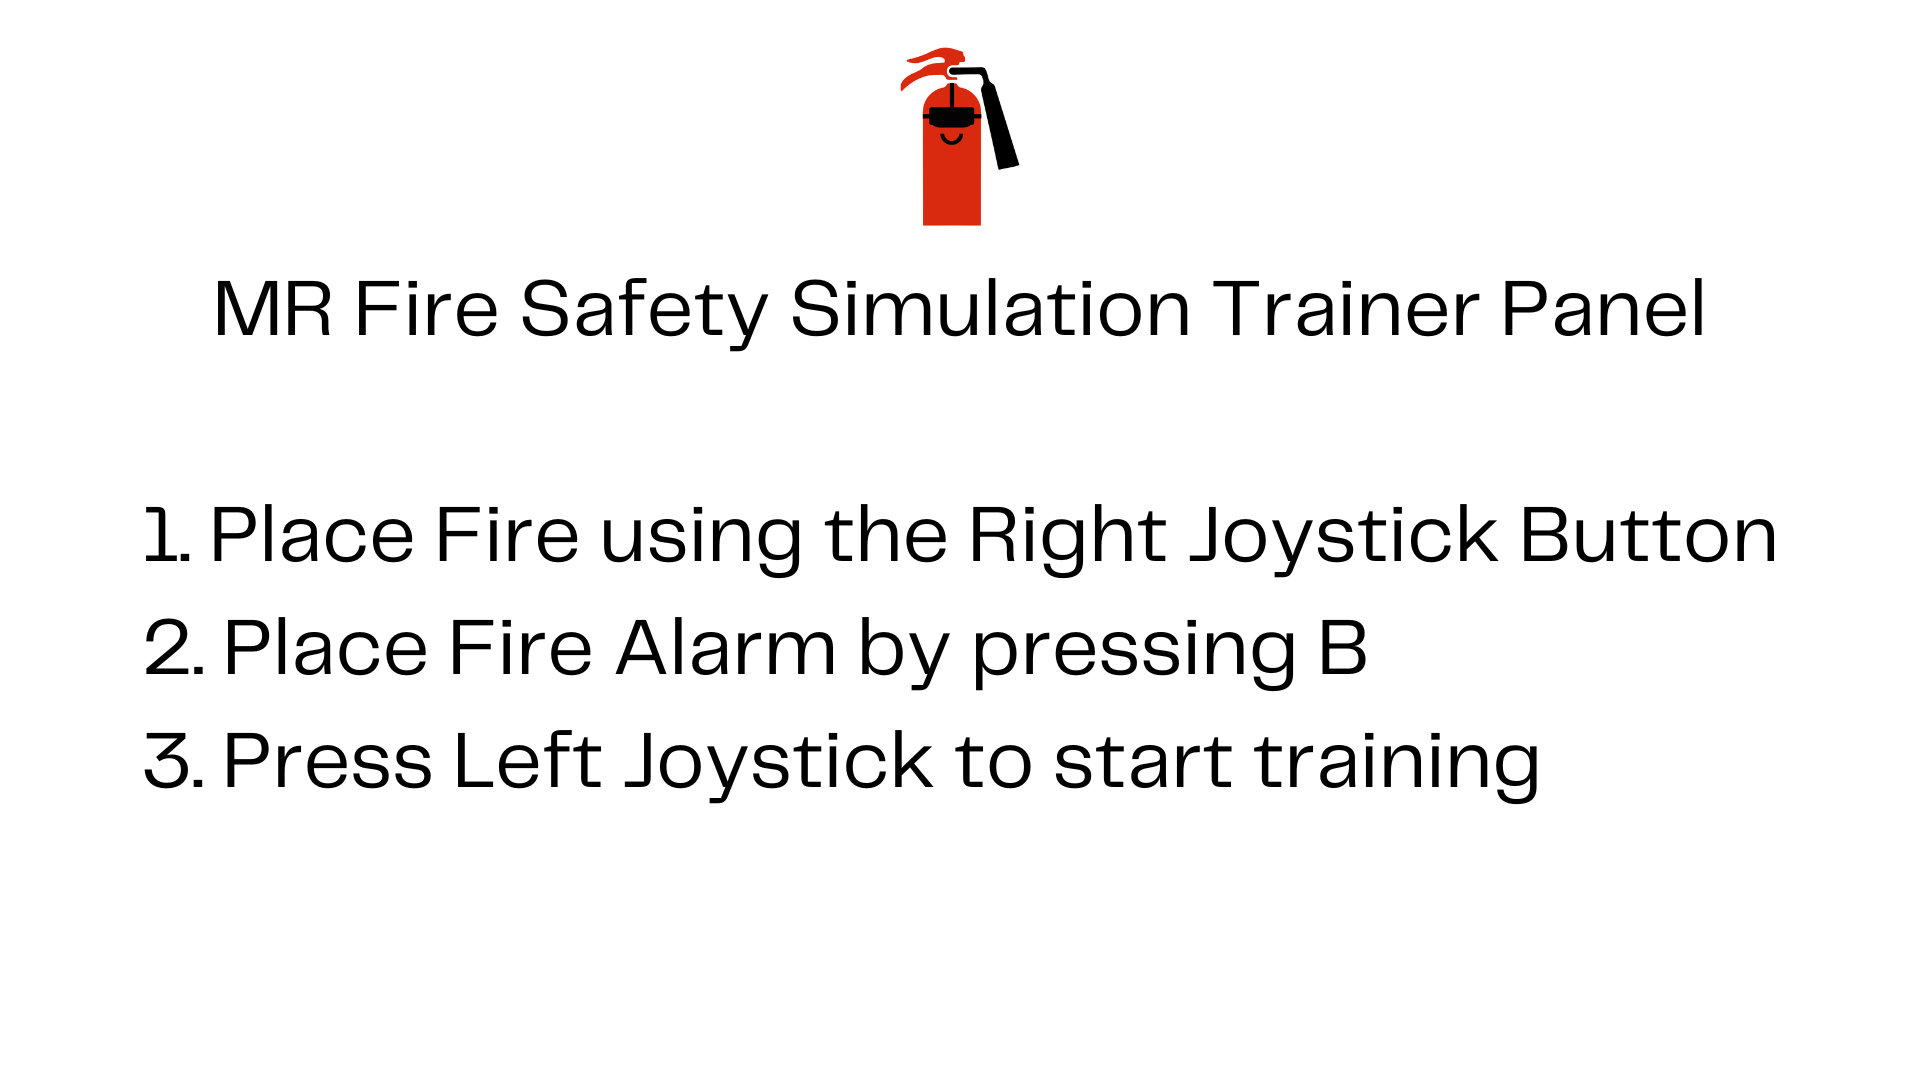 MR Fire Safety Simulation Trainer Panel
1. Place Fire using the Right Joystick Button
2. Place Fire Alarm by pressing B
3. Press Left Joystick to start training